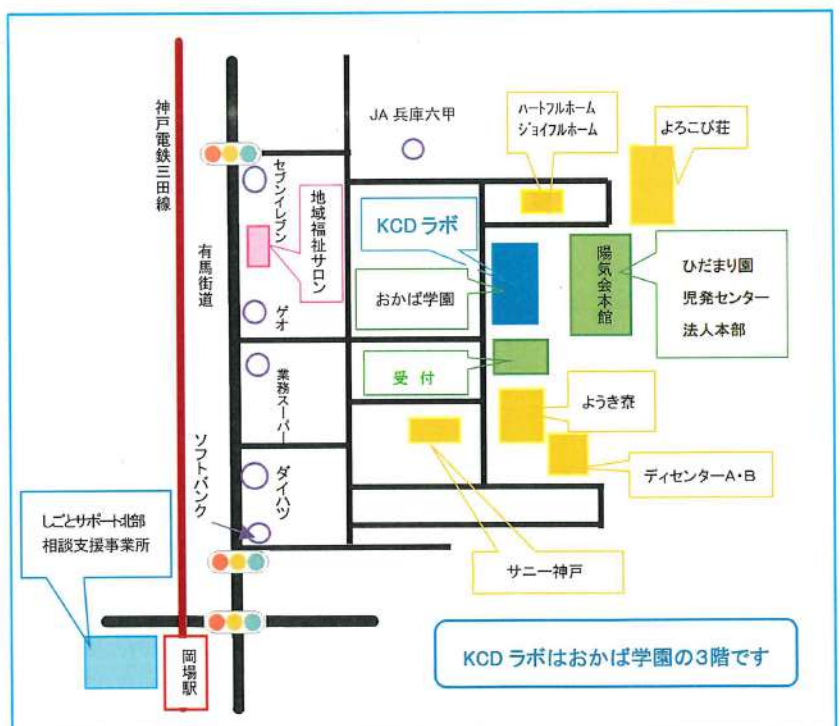 神戸電鉄三田線
有馬街道
JA 兵庫六甲
ハートフルホーム
ジョイフルホーム
よろこび荘
セブンイレブン
地域福祉サロン
KCD ラボ
おかば学園
陽気会本館
ひだまり園
児発センター
法人本部
ゲオ
受 付
業務スーパー
ようき寮
ソフトバンク
ダイハツ
ディセンターA・B
しごとサポート北部
相談支援事業所
サニー神戸
岡場駅
KCD ラボはおかば学園の3階です